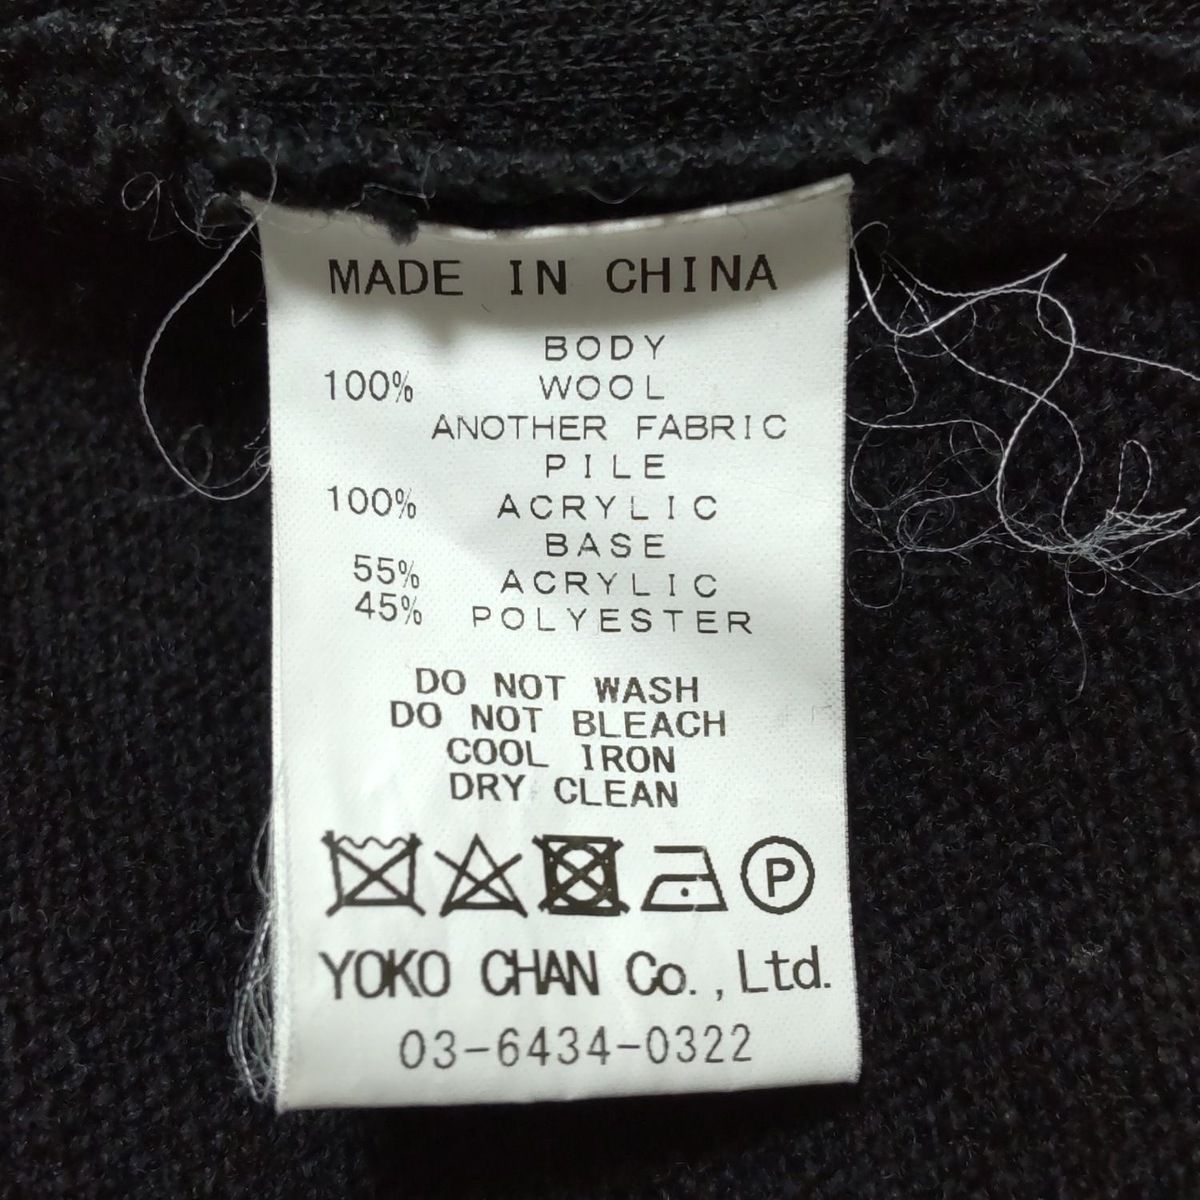 MADE IN CHINA
BODY
100% WOOL
ANOTHER FABRIC
PILE
100% ACRYLIC
BASE
55% ACRYLIC
45% POLYESTER
DO NOT WASH
DO NOT BLEACH
COOL IRON
DRY CLEAN
P
YOKO CHAN Co., Ltd.
03-6434-0322